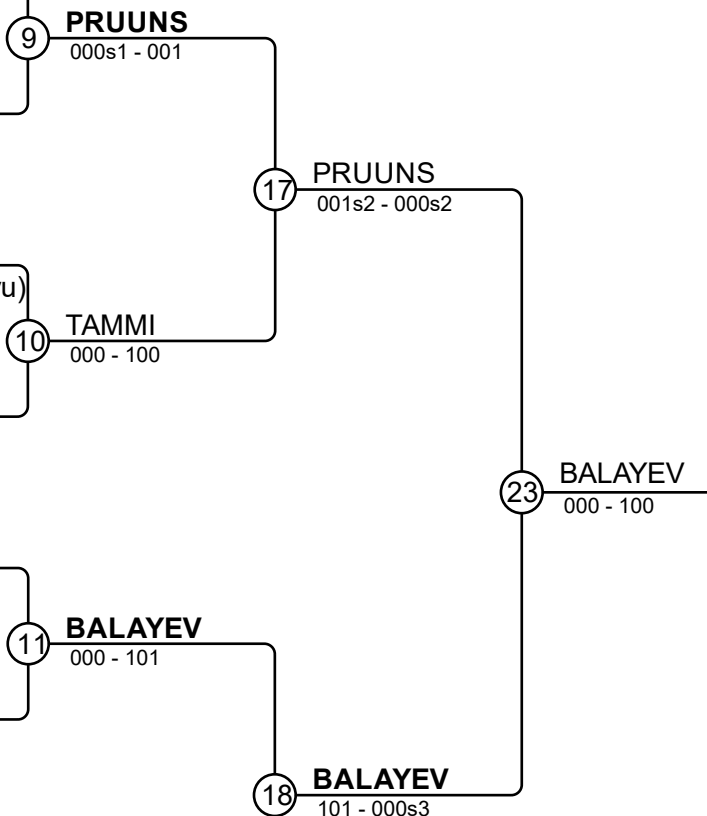 9
PRUUNS
000s1 - 001
17
PRUUNS
001s2 - 000s2
u)
10
TAMMI
000 - 100
23
BALAYEV
000 - 100
11
BALAYEV
000 - 101
18
BALAYEV
101 - 000s3